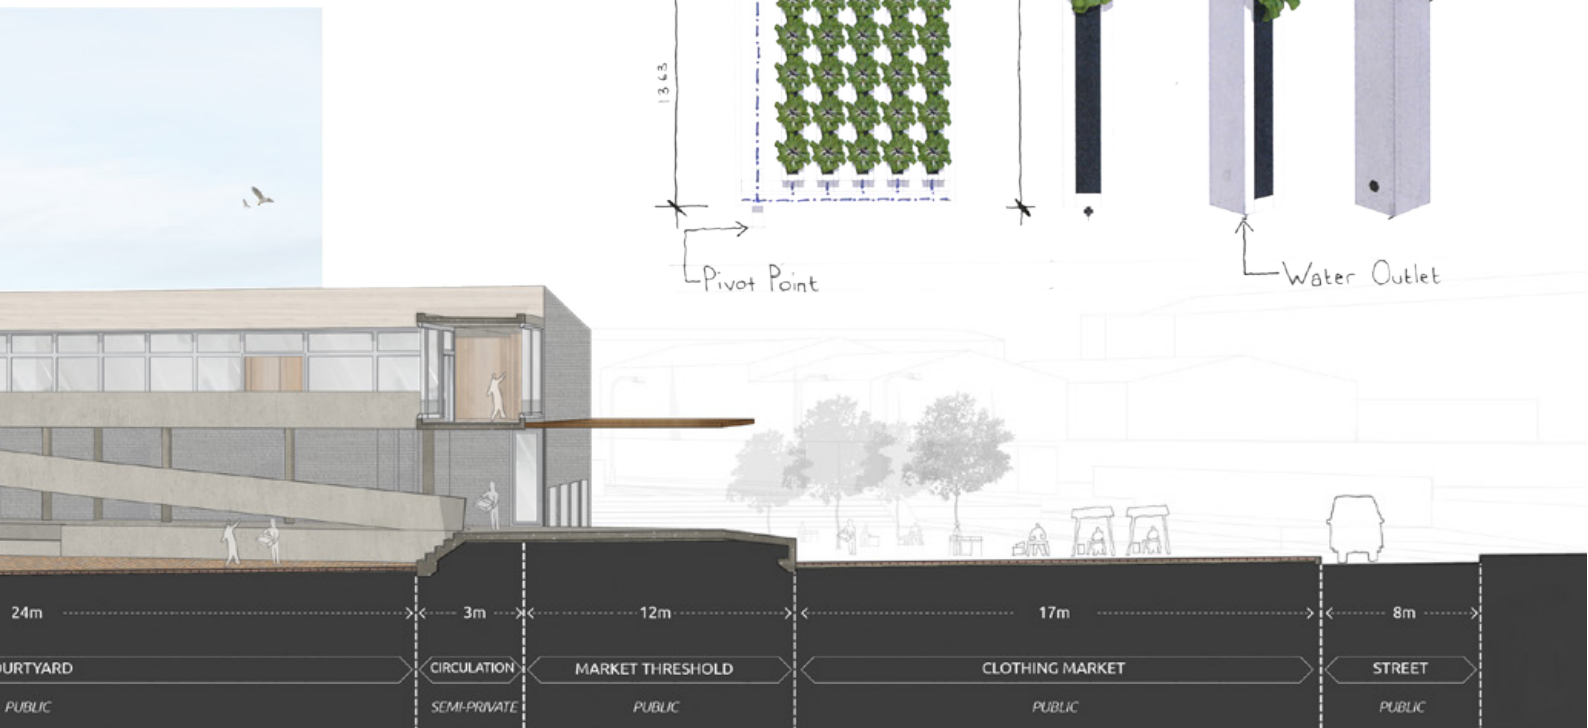 1363
Pivot Point
Water Outlet
24m
3m
12m
17m
8m
OURTYARD
CIRCULATION
MARKET THRESHOLD
CLOTHING MARKET
STREET
PUBLIC
SEMI-PRIVATE
PUBLIC
PUBLIC
PUBLIC